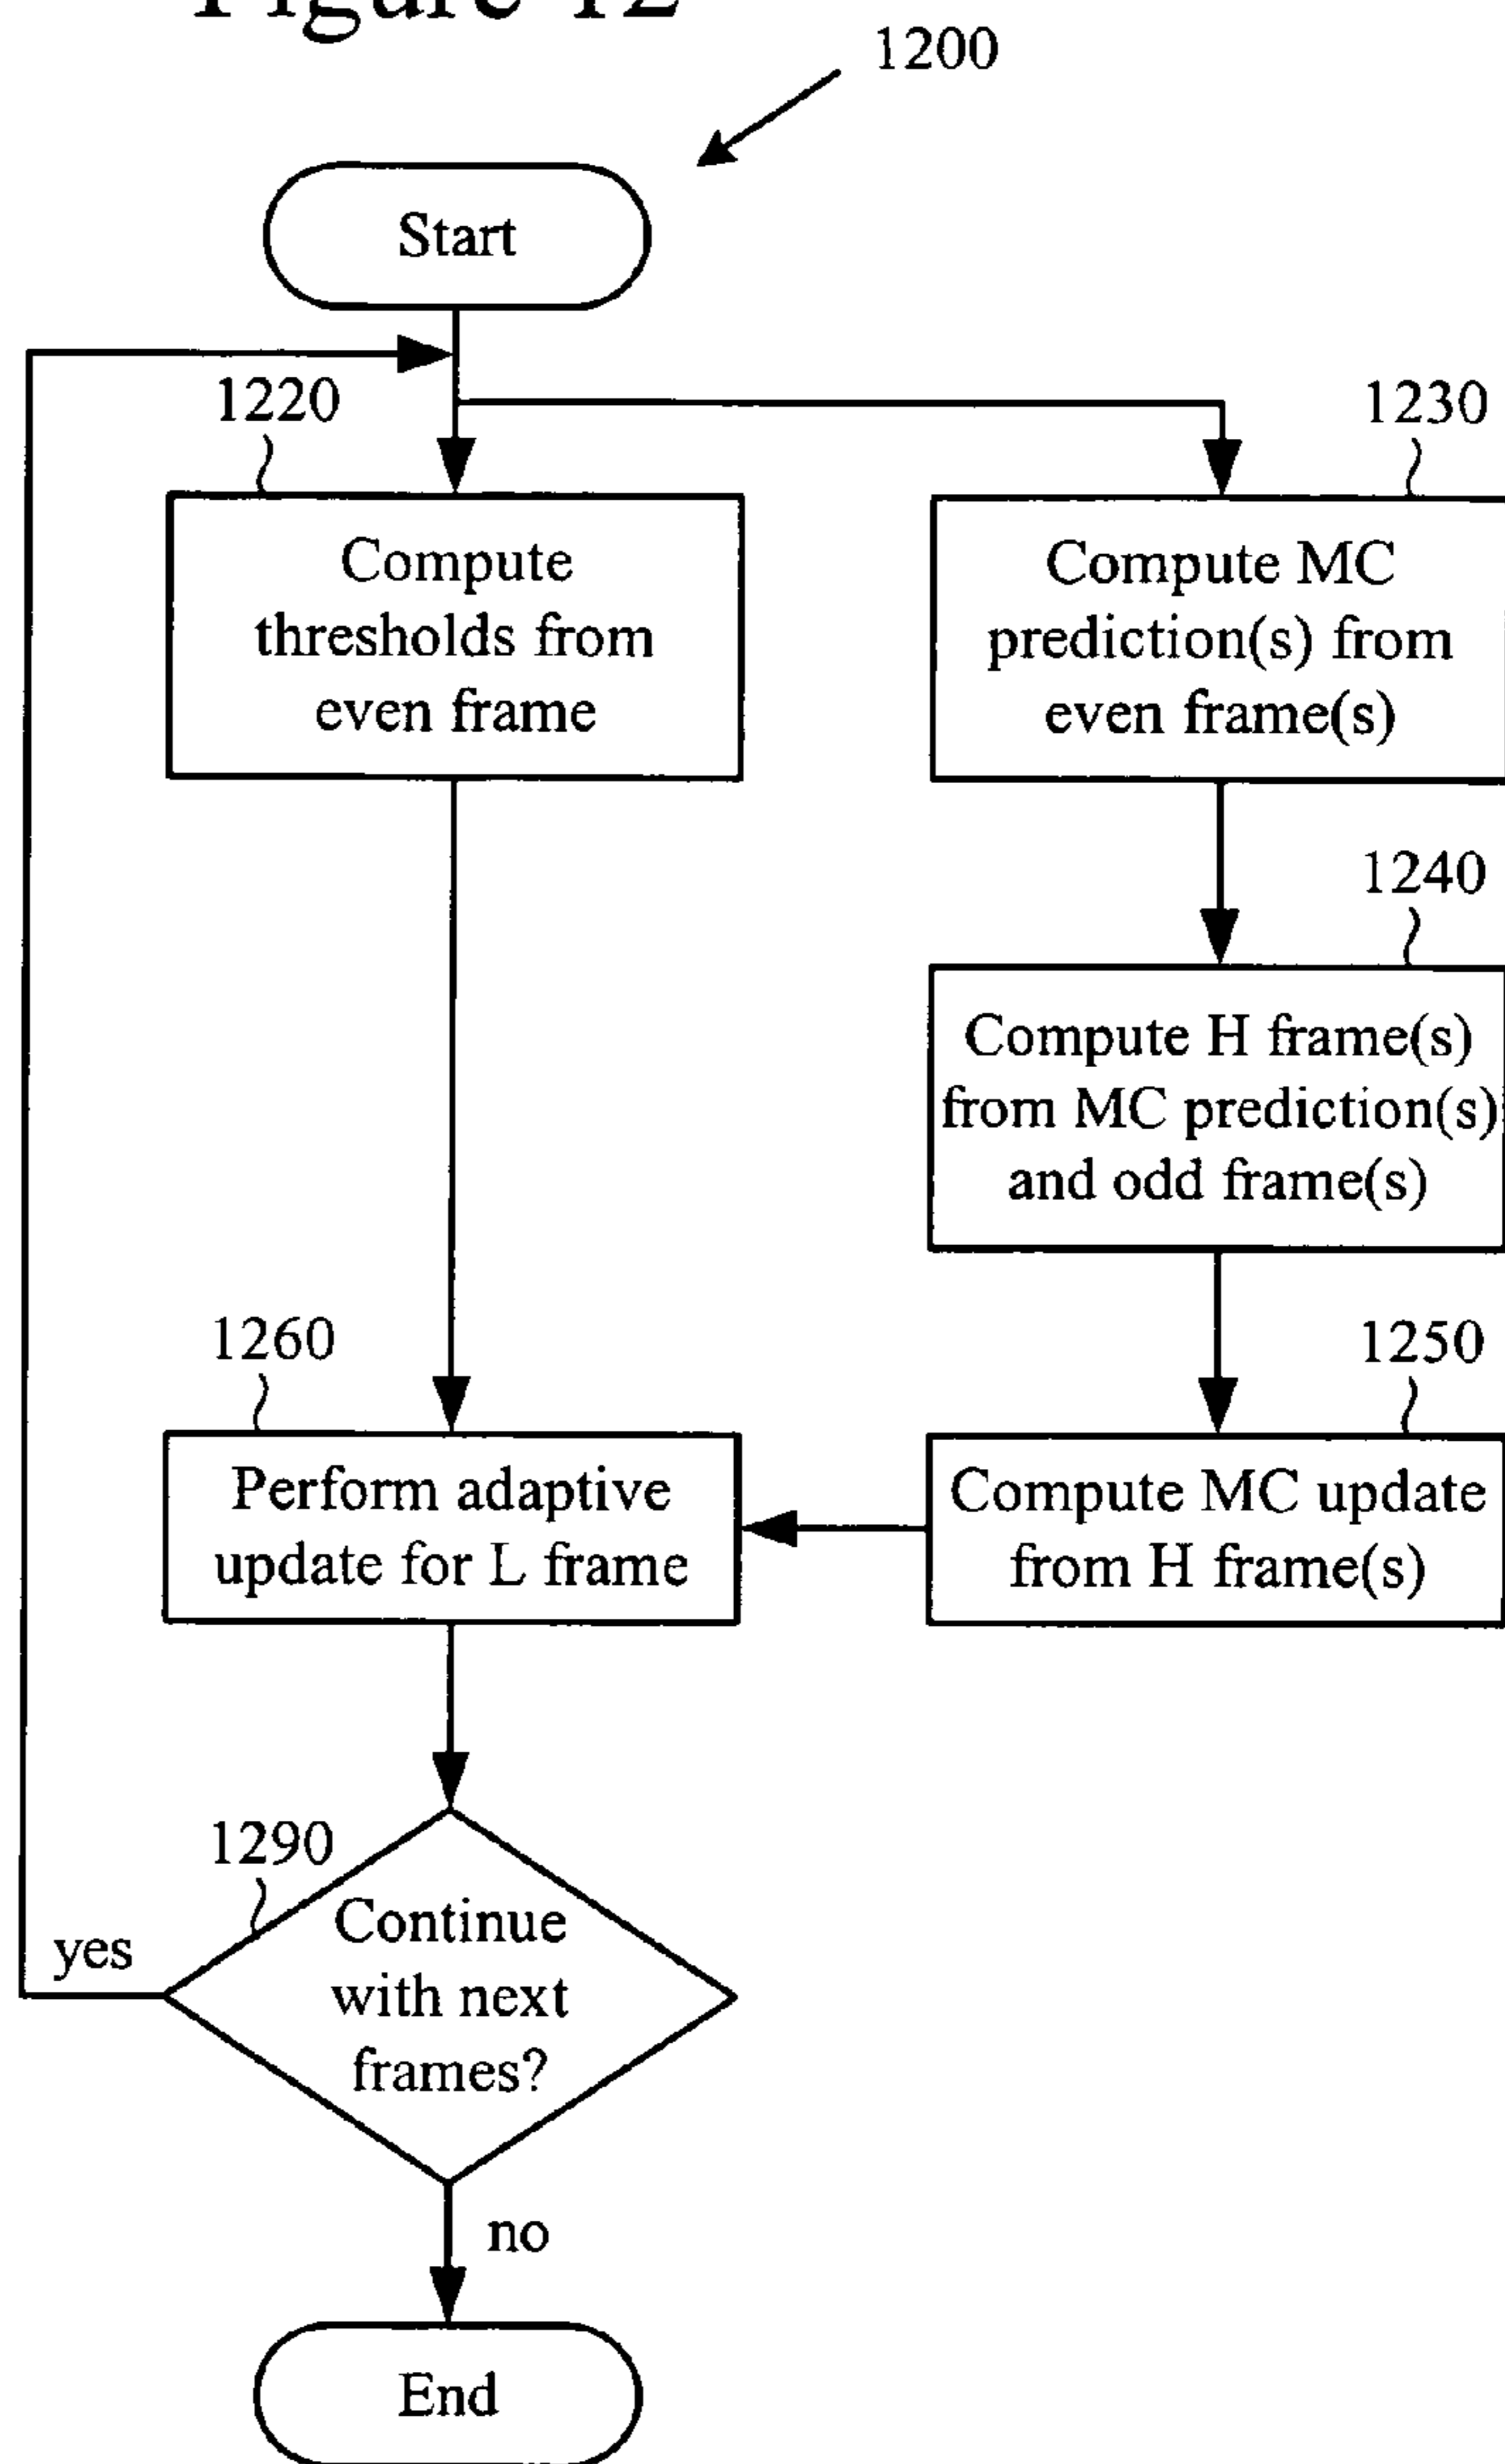 Figure 12
1200
Start
1220
1230
Compute
thresholds from
even frame
Compute MC
prediction(s) from
even frame(s)
1240
Compute H frame(s)
from MC prediction(s)
and odd frame(s)
1260
1250
Perform adaptive
update for L frame
Compute MC update
from H frame(s)
1290
Continue
with next
frames?
yes
no
End